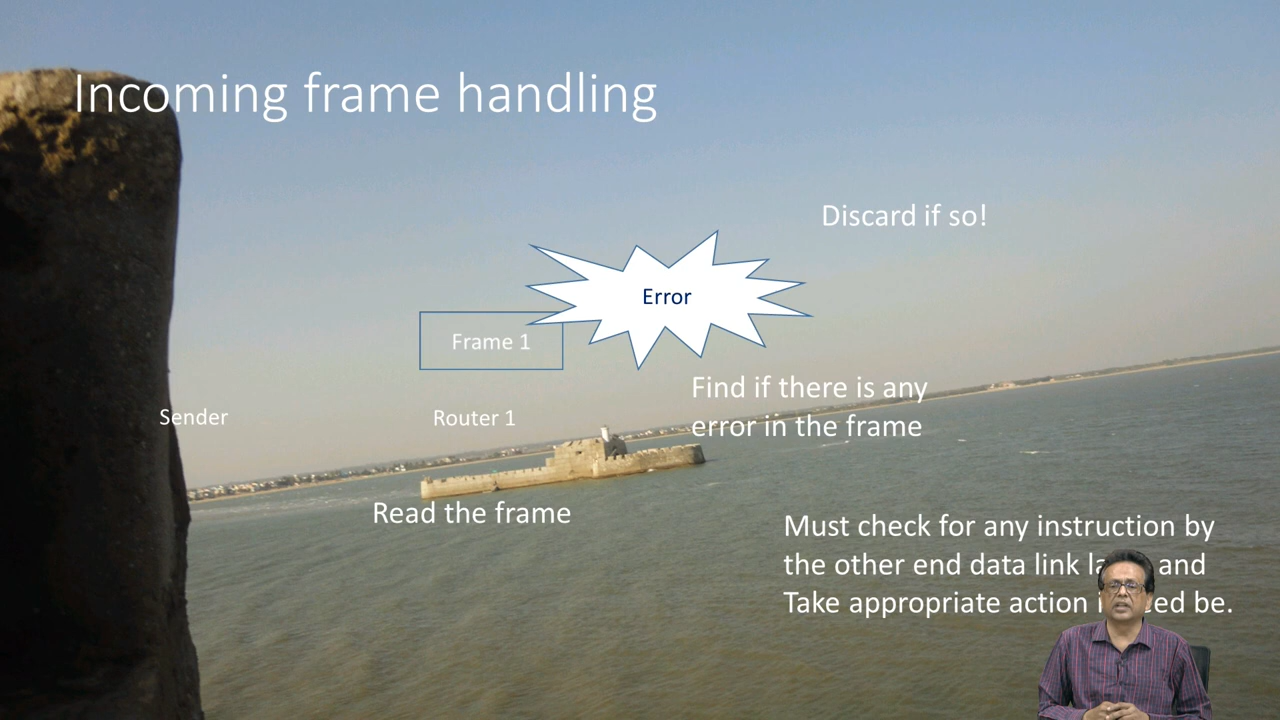 Incoming frame handling
Discard if so!
Error
Frame 1
Find if there is any
error in the frame
Sender
Router 1
Read the frame
Must check for any instruction by
the other end data link and
Take appropriate action be.